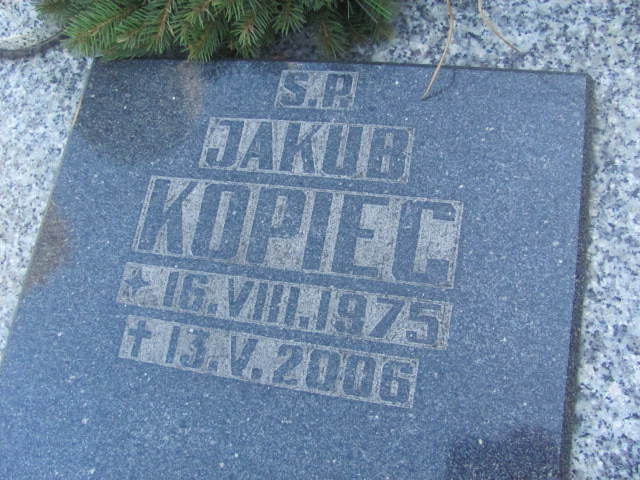 S.P.
JAKUB
KOPIEC
16.VIII.1975
✝ 13.V.2006